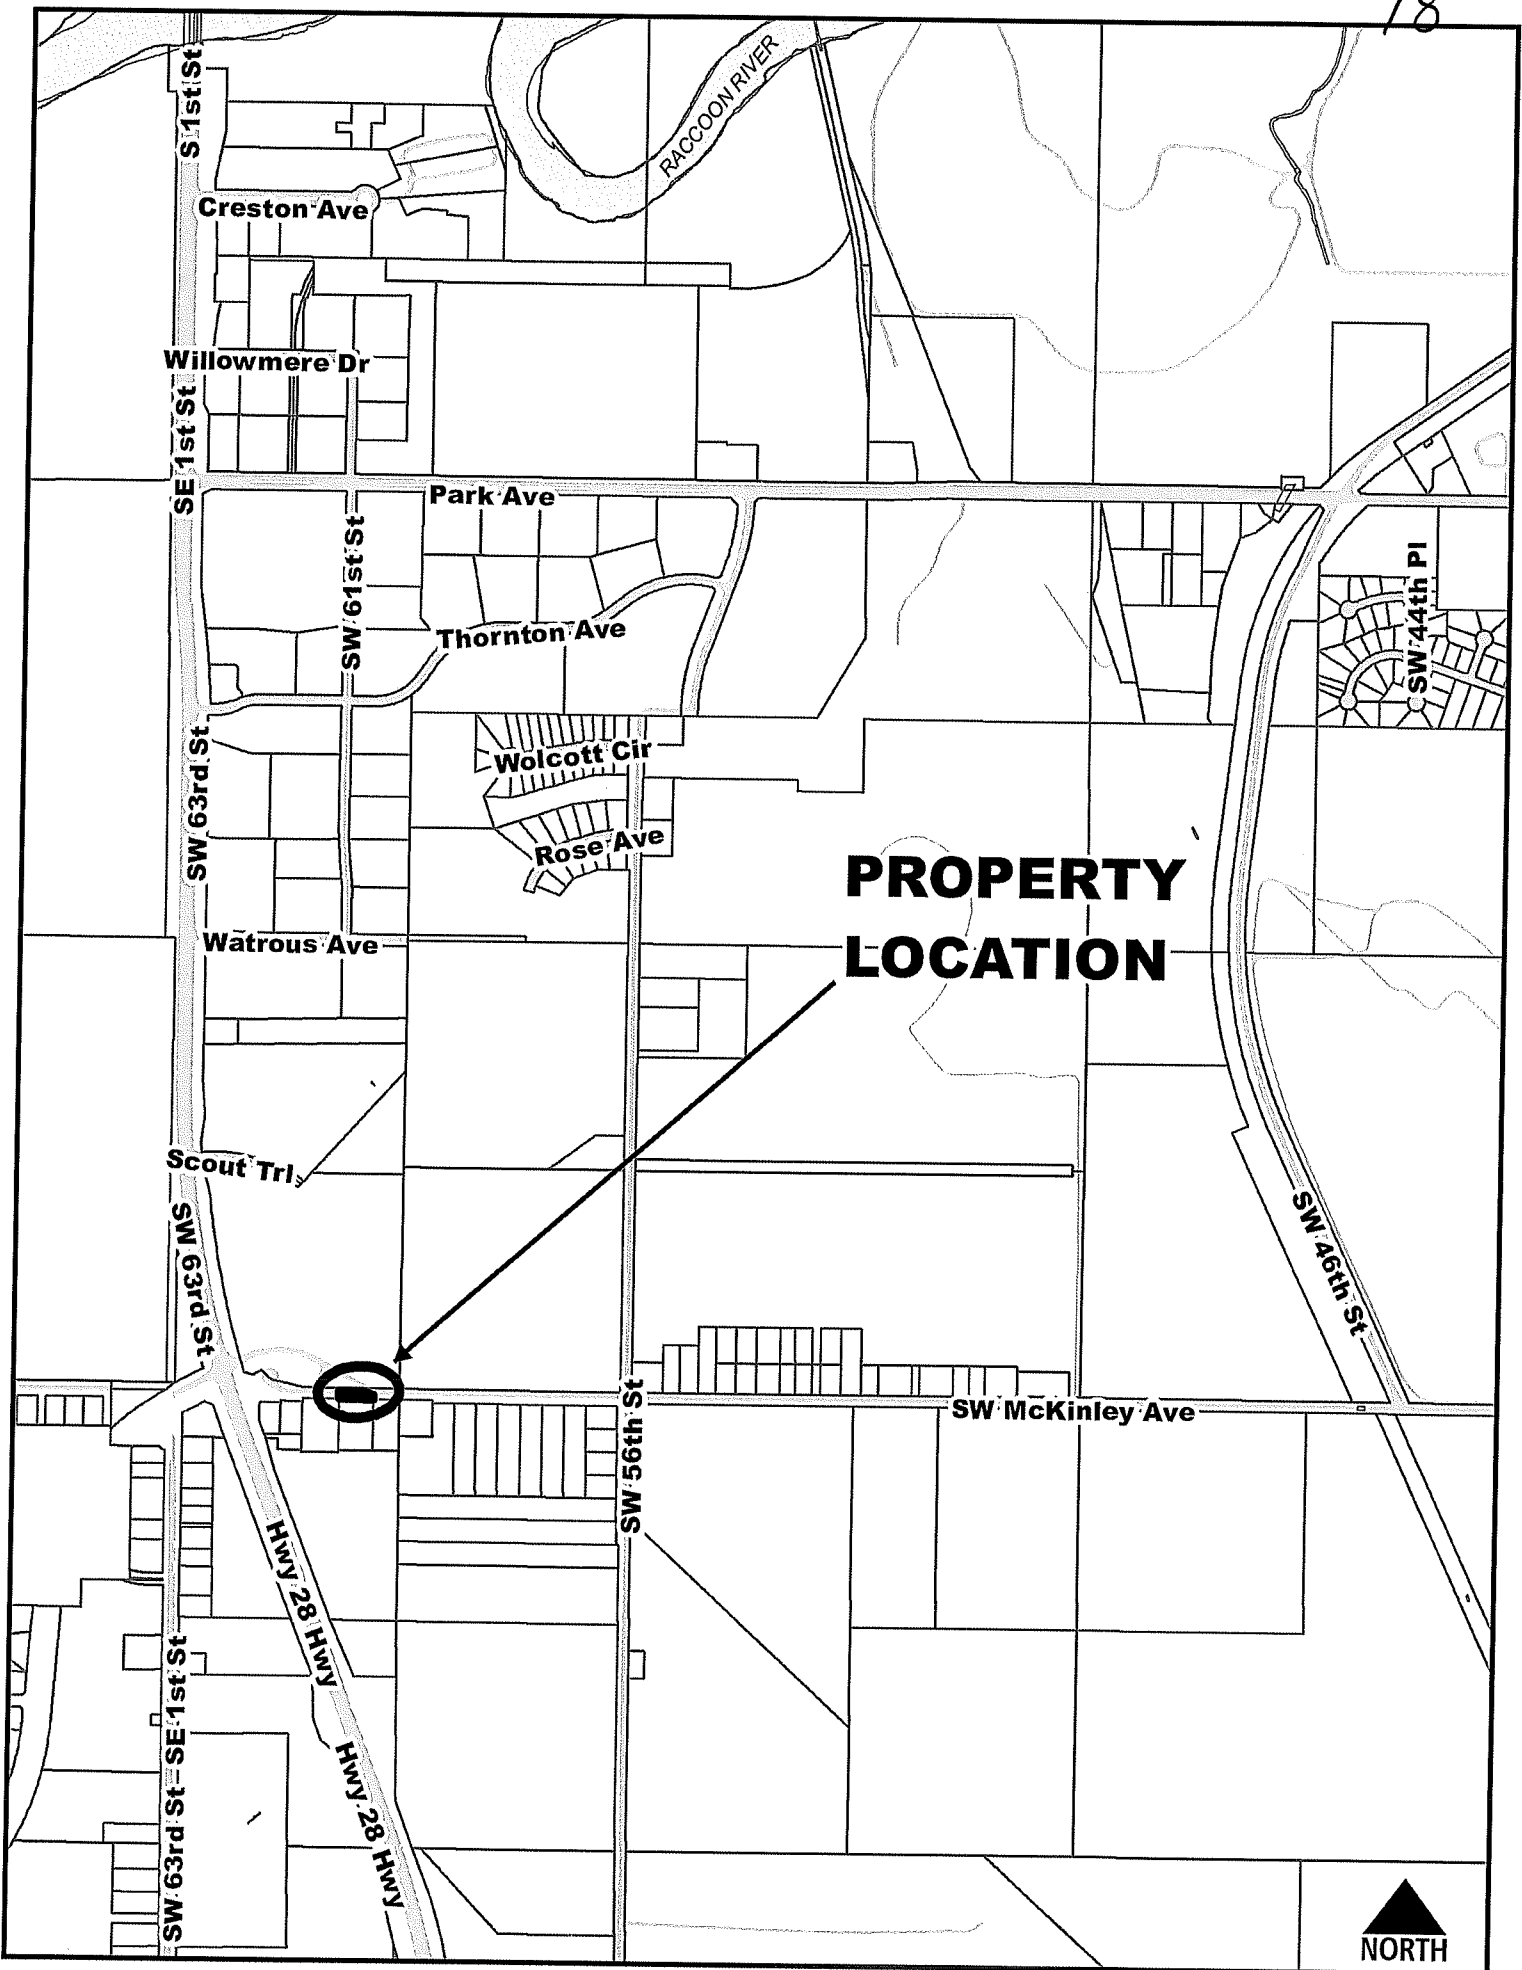 18
S 1st St
RACCOON RIVER
Creston Ave
Willowmere Dr
SE 1st St
Park Ave
SW 61st St
SW 44th Pl
Thornton Ave
SW 63rd St
Wolcott Cir
Rose Ave
PROPERTY
LOCATION
Watrous Ave
Scout Trl
SW 63rd St
SW 46th St
SW McKinley Ave
SW 56th St
Hwy 28 Hwy
SW 63rd St-SE 1st St
Hwy 28 Hwy
NORTH